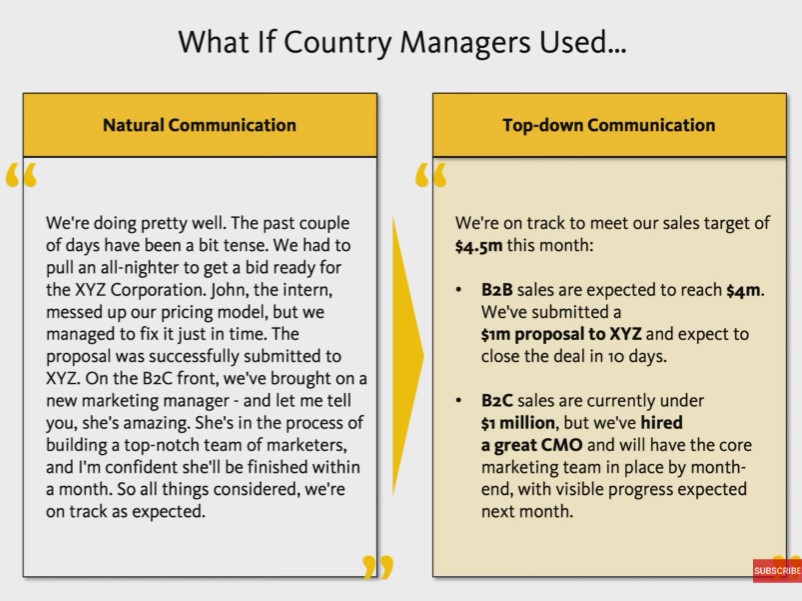 What If Country Managers Used...
Natural Communication
“
We're doing pretty well. The past couple
of days have been a bit tense. We had to
pull an all-nighter to get a bid ready for
the XYZ Corporation. John, the intern,
messed up our pricing model, but we
managed to fix it just in time. The
proposal was successfully submitted to
XYZ. On the B2C front, we've brought on a
new marketing manager - and let me tell
you, she's amazing. She's in the process of
building a top-notch team of marketers,
and I'm confident she'll be finished within
a month. So all things considered, we're
on track as expected.
”
Top-down Communication
“
We're on track to meet our sales target of
$4.5m this month:
• B2B sales are expected to reach $4m.
We've submitted a
$1m proposal to XYZ and expect to
close the deal in 10 days.
• B2C sales are currently under
$1 million, but we've hired
a great CMO and will have the core
marketing team in place by month-
end, with visible progress expected
next month.
”
SUBSCRIBE